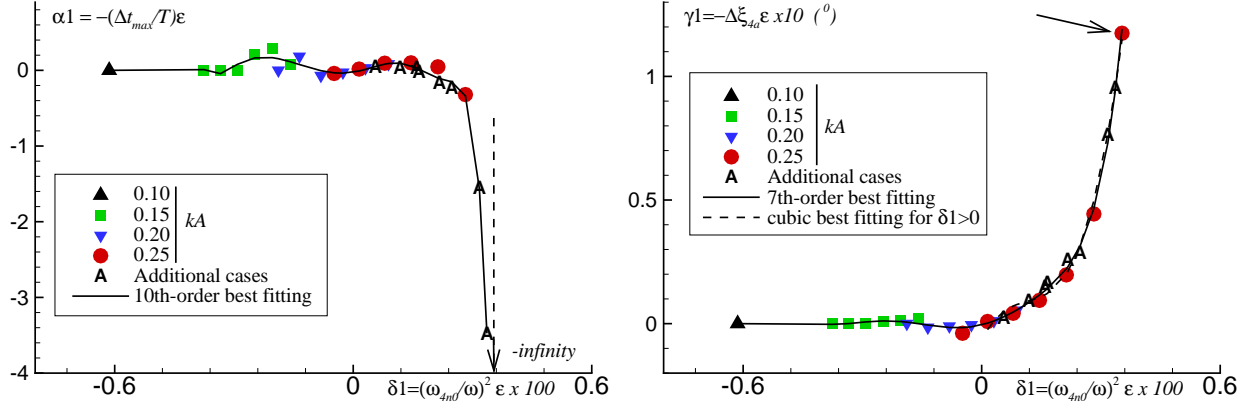 α1 = -(Δt_max/T)ε
0
-1
-2
-3
-4
0.10
0.15
0.20
0.25
kA
A Additional cases
10th-order best fitting
-infinity
-0.6 0 0.6
δ1=(ω_4n0/ω)² ε x 100
γ1=-Δξ_4a ε x10 (⁰)
1
0.5
0
0.10
0.15
0.20
0.25
kA
A Additional cases
7th-order best fitting
cubic best fitting for δ1>0
-0.6 0 0.6
δ1=(ω_4n0/ω)² ε x 100